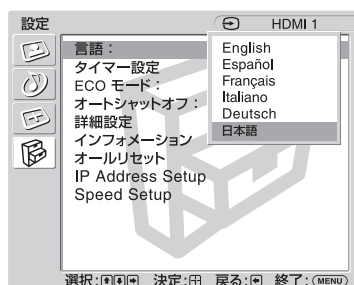 設定
HDMI 1
言語：
タイマー設定
ECO モード：
オートシャットオフ：
詳細設定
インフォメーション
オールリセット
IP Address Setup
Speed Setup
English
Español
Français
Italiano
Deutsch
日本語
選択： 決定： 戻る： 終了：MENU